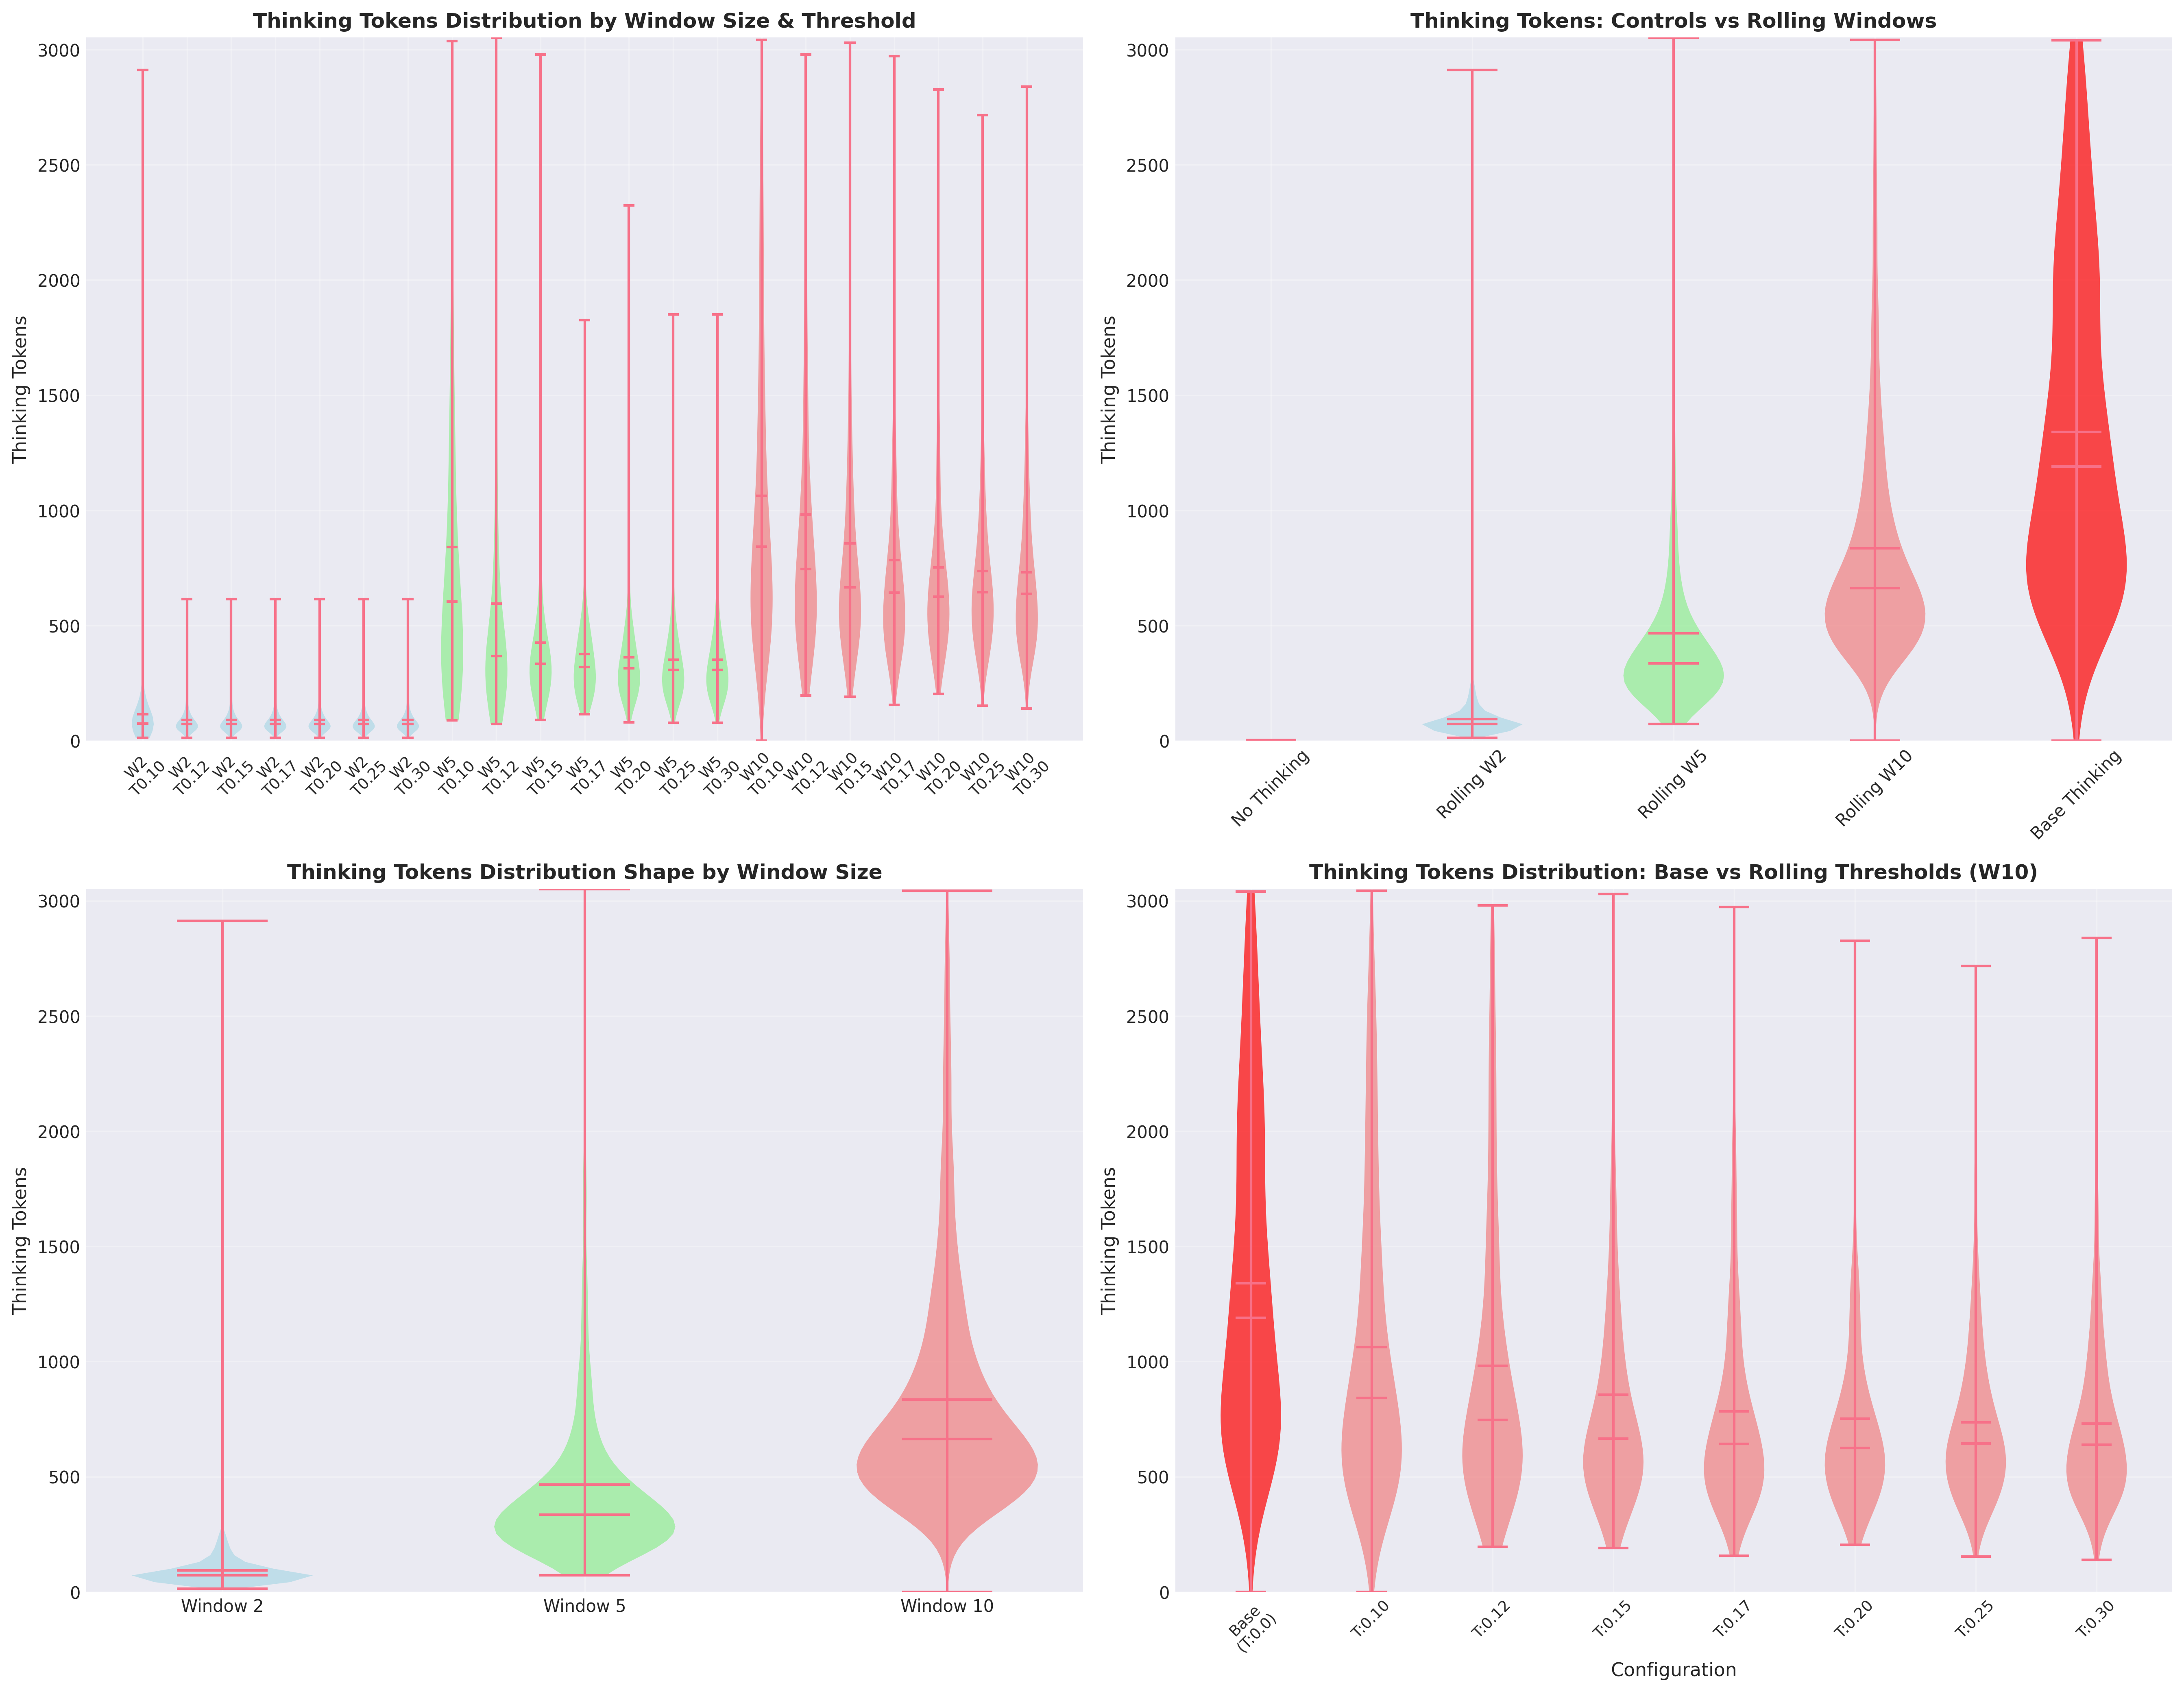 Thinking Tokens Distribution by Window Size & Threshold
Thinking Tokens
3000
2500
2000
1500
1000
500
0
W2
T0.10
W2
T0.12
W2
T0.15
W2
T0.17
W2
T0.20
W2
T0.25
W2
T0.30
W5
T0.10
W5
T0.12
W5
T0.15
W5
T0.17
W5
T0.20
W5
T0.25
W5
T0.30
W10
T0.10
W10
T0.12
W10
T0.15
W10
T0.17
W10
T0.20
W10
T0.25
W10
T0.30
Thinking Tokens: Controls vs Rolling Windows
Thinking Tokens
3000
2500
2000
1500
1000
500
0
No Thinking
Rolling W2
Rolling W5
Rolling W10
Base Thinking
Thinking Tokens Distribution Shape by Window Size
Thinking Tokens
3000
2500
2000
1500
1000
500
0
Window 2
Window 5
Window 10
Thinking Tokens Distribution: Base vs Rolling Thresholds (W10)
Thinking Tokens
3000
2500
2000
1500
1000
500
0
Base
(T:0.0)
T:0.10
T:0.12
T:0.15
T:0.17
T:0.20
T:0.25
T:0.30
Configuration